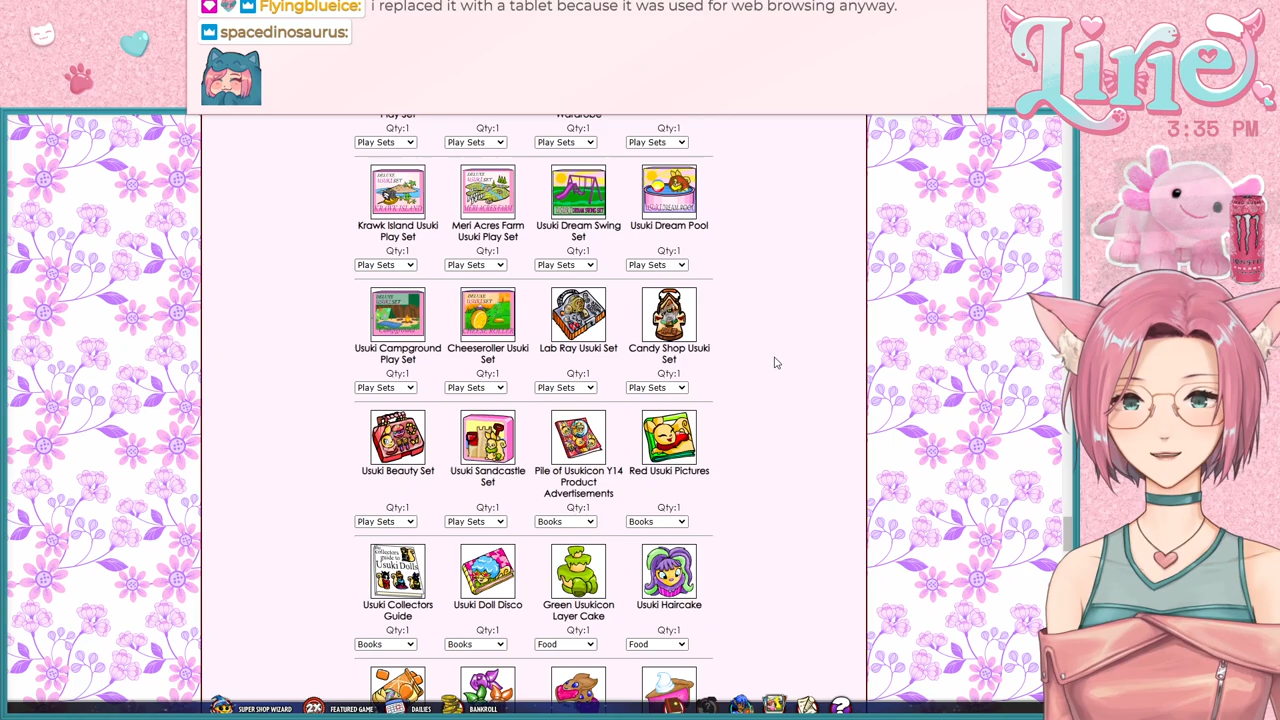 Flyingblueice: i replaced it with a tablet because it was used for web browsing anyway.
spacedinosaurus:
Lirie
3:35 PM
Play Set Wardrobe
Qty:1 Qty:1 Qty:1 Qty:1
Play Sets Play Sets Play Sets Play Sets
Krawk Island Usuki Meri Acres Farm Usuki Dream Swing Usuki Dream Pool
Play Set Usuki Play Set Set
Qty:1 Qty:1 Qty:1 Qty:1
Play Sets Play Sets Play Sets Play Sets
Usuki Campground Cheeseroller Usuki Lab Ray Usuki Set Candy Shop Usuki
Play Set Set Set
Qty:1 Qty:1 Qty:1 Qty:1
Play Sets Play Sets Play Sets Play Sets
Usuki Beauty Set Usuki Sandcastle Pile of Usukicon Y14 Red Usuki Pictures
Set Product
Advertisements
Qty:1 Qty:1 Qty:1 Qty:1
Play Sets Play Sets Books Books
Usuki Collectors Usuki Doll Disco Green Usukicon Usuki Haircake
Guide Layer Cake
Qty:1 Qty:1 Qty:1 Qty:1
Books Books Food Food
SUPER SHOP WIZARD 2X FEATURED GAME DAILIES BANKROLL